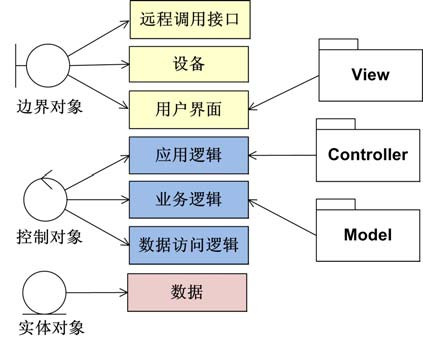 远程调用接口
设备
用户界面
边界对象
View
应用逻辑
业务逻辑
数据访问逻辑
控制对象
Controller
Model
数据
实体对象